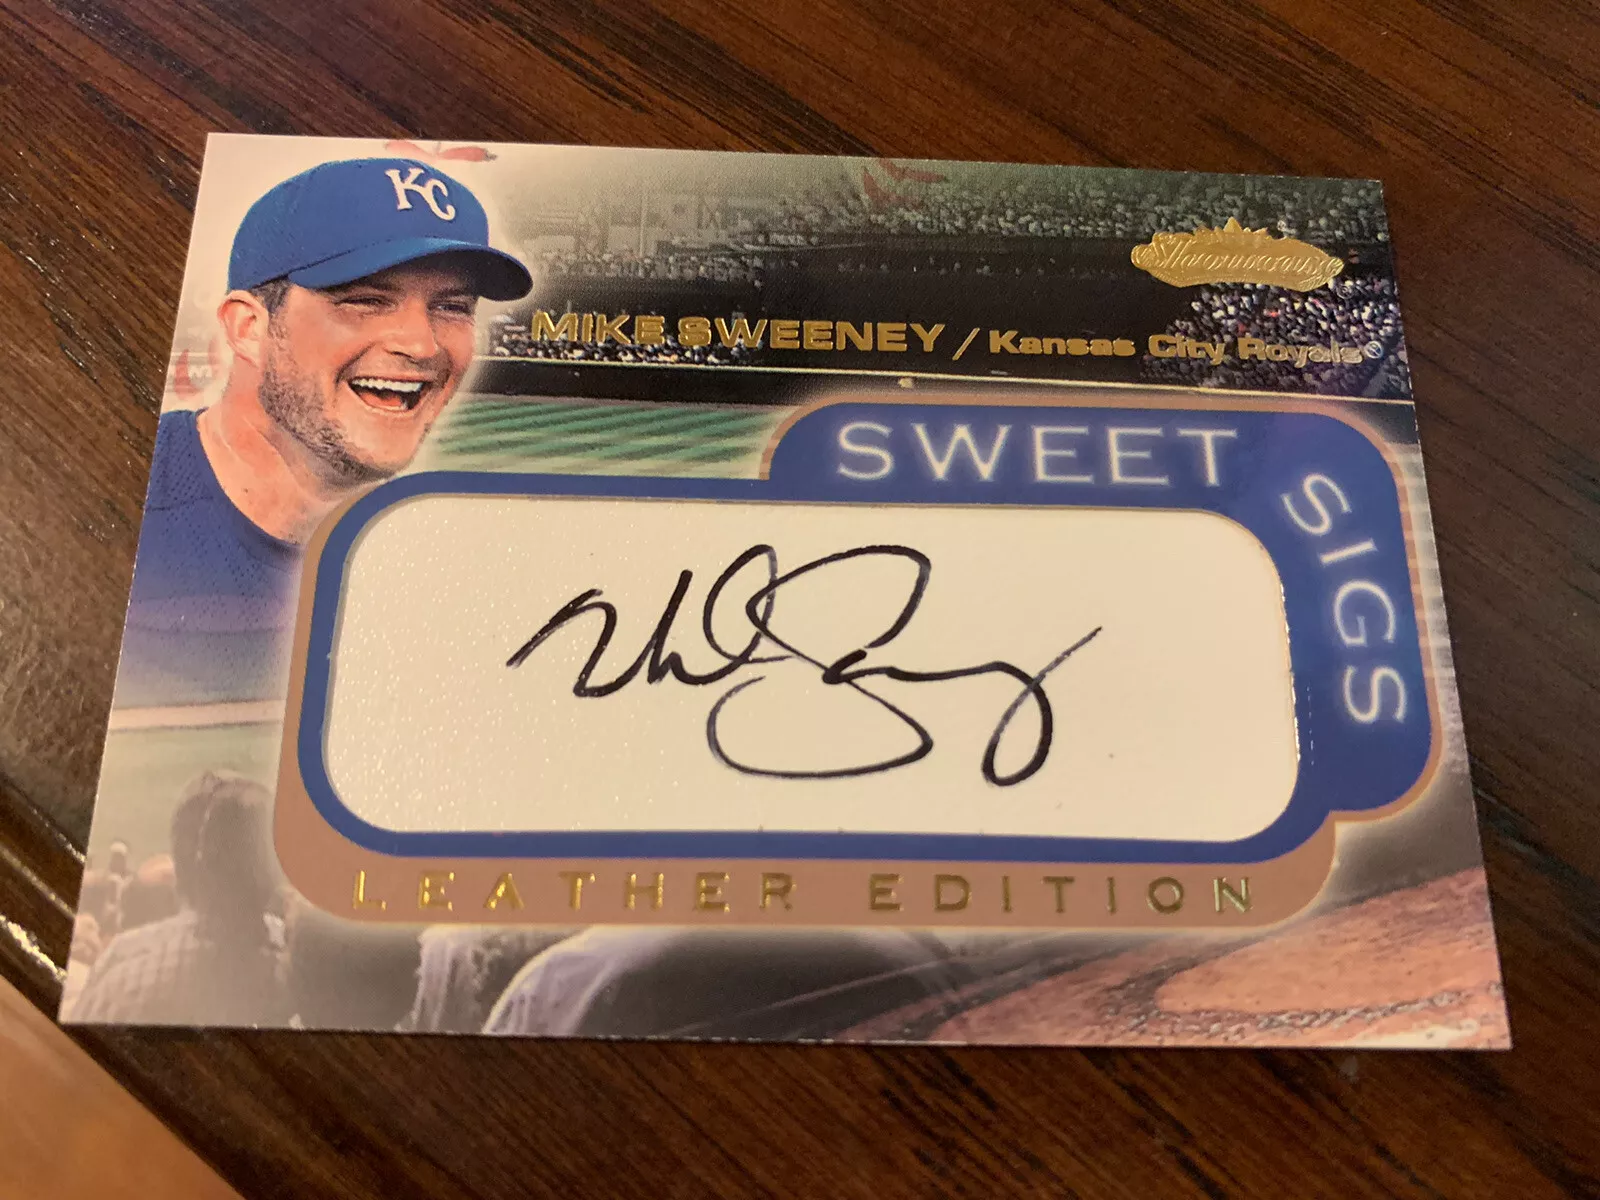 KC
Showcase
MIKE SWEENEY / Kansas City Royals®
SWEET SIGS
LEATHER EDITION